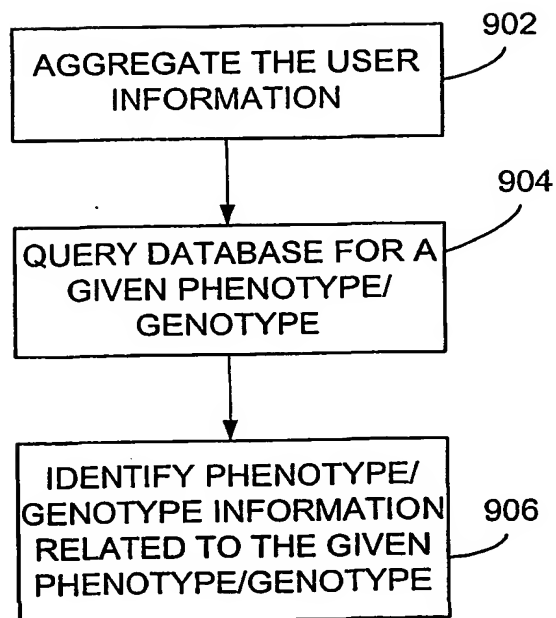 902
AGGREGATE THE USER
INFORMATION
904
QUERY DATABASE FOR A
GIVEN PHENOTYPE/
GENOTYPE
IDENTIFY PHENOTYPE/
GENOTYPE INFORMATION
RELATED TO THE GIVEN
PHENOTYPE/GENOTYPE
906